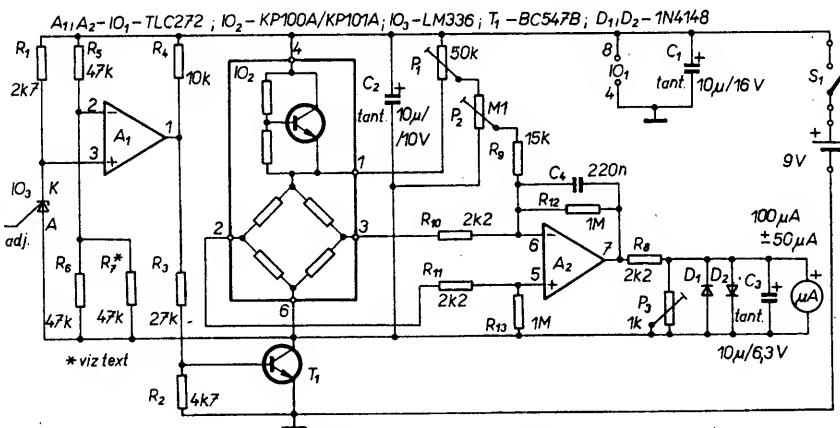 A₁,A₂-IO₁-TLC272 ; IO₂-KP100A/KP101A; IO₃-LM336; T₁-BC547B; D₁,D₂-1N4148
R₁
2k7
R₅
47k
R₄
10k
IO₂
4
C₂
tant.
10µ/
/10V
P₁
50k
P₂
M1
R₉
15k
8
IO₁
4
C₁
tant.
10µ/16V
S₁
+
9V
2
-
A₁
1
3
+
IO₃
K
A
adj.
1
2
3
6
R₁₀
2k2
R₁₁
2k2
C₄
220n
R₁₂
1M
-
6
A₂
7
5
+
R₁₃
1M
R₈
2k2
P₃
1k
D₁
D₂
C₃
+
tant.
10µ/6,3V
100µA
±50µA
+
µA
R₆
47k
R₇*
47k
R₃
27k
* viz text
R₂
4k7
T₁